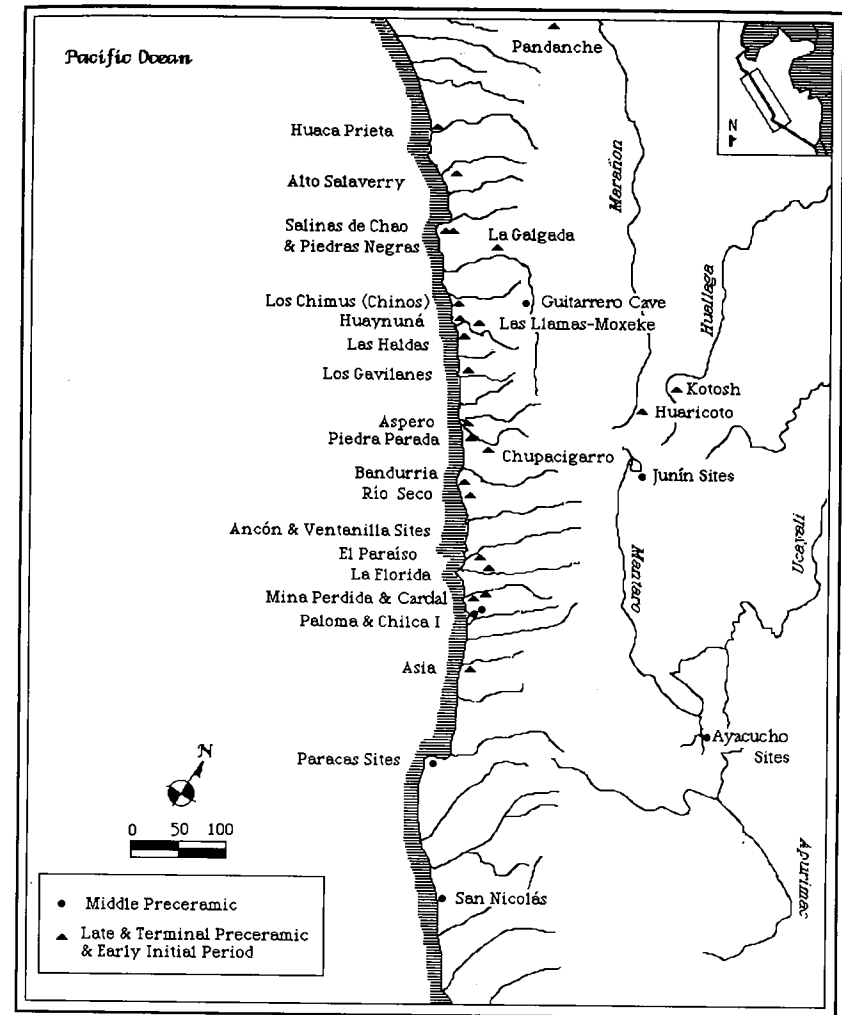 Pacific Ocean
Pandanche
N
Huaca Prieta
Marañon
Alto Salaverry
Salinas de Chao
& Piedras Negras
La Galgada
Huallaga
Los Chimus (Chinos)
Guitarrero Cave
Huaynuná
Las Llamas-Moxeke
Las Haldas
Los Gavilanes
Kotosh
Huaricoto
Aspero
Piedra Parada
Chupacigarro
Bandurria
Junín Sites
Río Seco
Ucayali
Ancón & Ventanilla Sites
El Paraíso
La Florida
Mantaro
Mina Perdida & Cardal
Paloma & Chilca I
Asia
Ayacucho
Sites
Paracas Sites
N
0 50 100
Apurimac
San Nicolás
Middle Preceramic
Late & Terminal Preceramic
& Early Initial Period